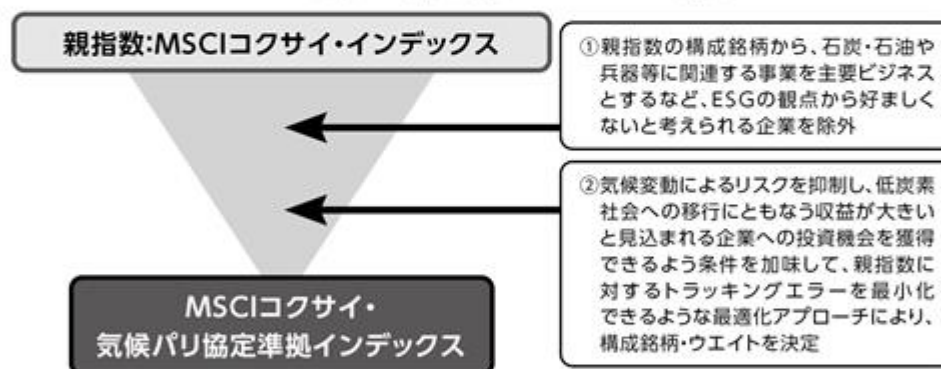 親指数:MSCIコクサイ・インデックス
①親指数の構成銘柄から、石炭・石油や
兵器等に関連する事業を主要ビジネス
とするなど、ESGの観点から好ましく
ないと考えられる企業を除外
②気候変動によるリスクを抑制し、低炭素
社会への移行にともなう収益が大きい
と見込まれる企業への投資機会を獲得
できるよう条件を加味して、親指数に
対するトラッキングエラーを最小化
できるような最適化アプローチにより、
構成銘柄・ウエイトを決定
MSCIコクサイ・
気候パリ協定準拠インデックス